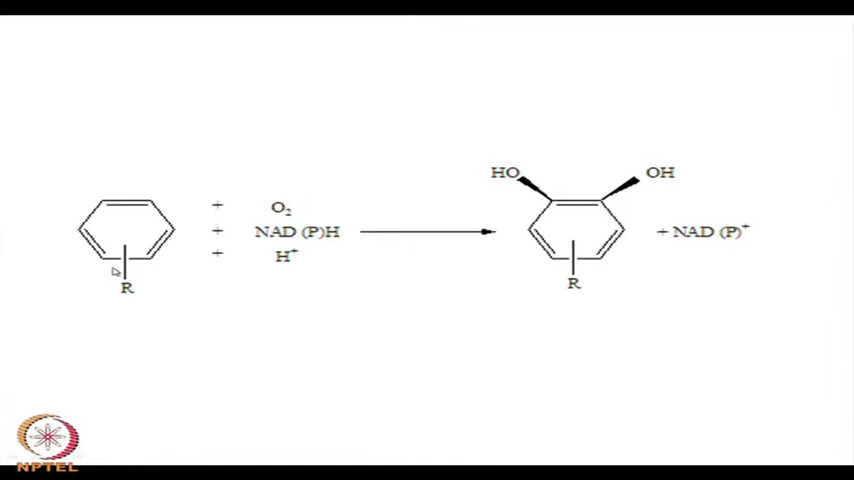 HO OH
+ O₂
+ NAD (P)H + NAD (P)⁺
+ H⁺
R R
NPTEL